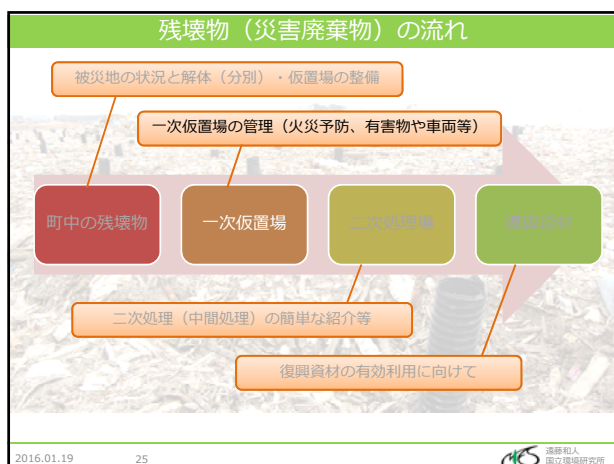 残壊物（災害廃棄物）の流れ
被災地の状況と解体（分別）・仮置場の整備
一次仮置場の管理（火災予防、有害物や車両等）
町中の残壊物
一次仮置場
二次処理場
復興資材
二次処理（中間処理）の簡単な紹介等
復興資材の有効利用に向けて
2016.01.19
25
遠藤和人
国立環境研究所